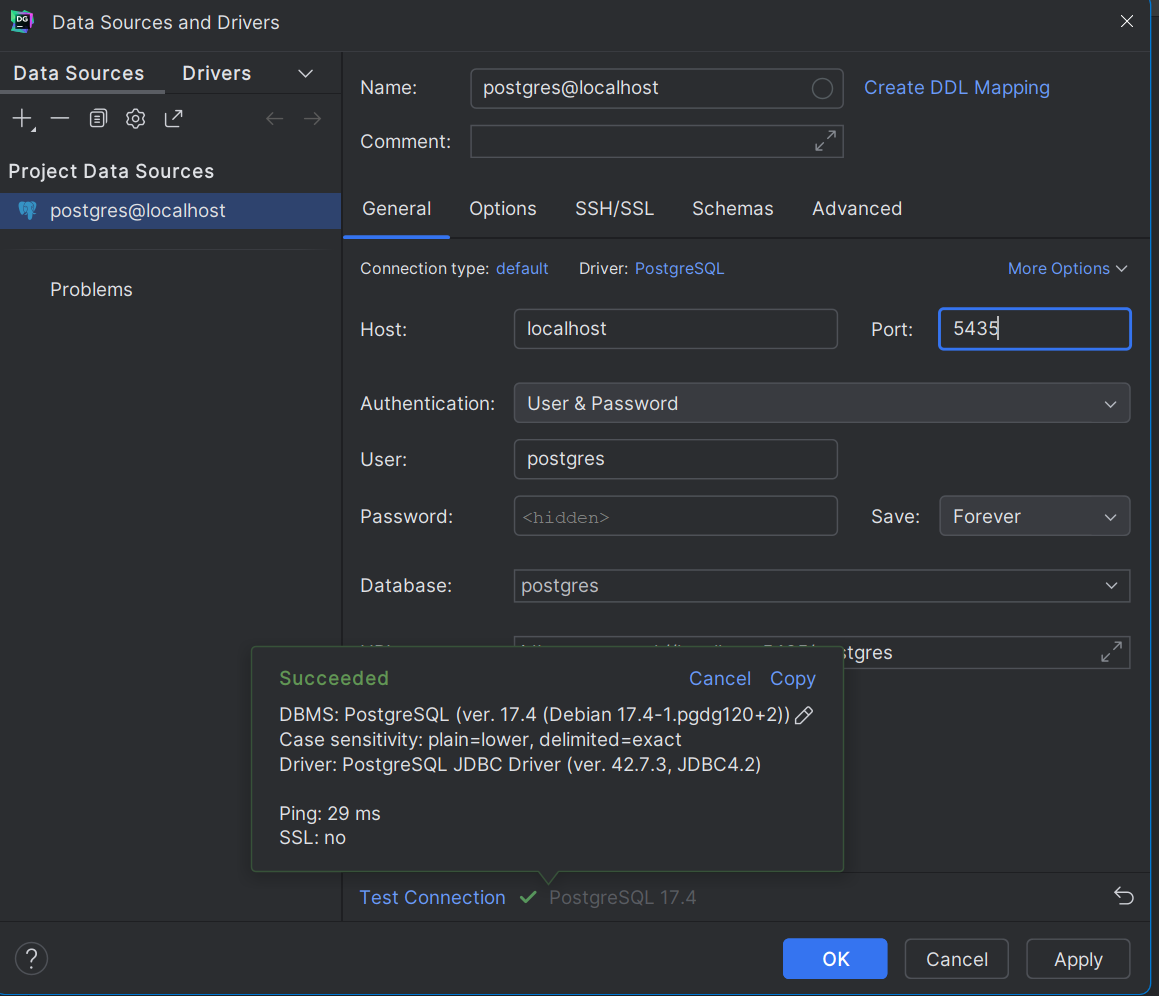 DG Data Sources and Drivers
Data Sources Drivers
Name: postgres@localhost Create DDL Mapping
Comment:
Project Data Sources
postgres@localhost
Problems
General Options SSH/SSL Schemas Advanced
Connection type: default Driver: PostgreSQL More Options
Host: localhost Port: 5435
Authentication: User & Password
User: postgres
Password: <hidden> Save: Forever
Database: postgres
stgres
Succeeded Cancel Copy
DBMS: PostgreSQL (ver. 17.4 (Debian 17.4-1.pgdg120+2))
Case sensitivity: plain=lower, delimited=exact
Driver: PostgreSQL JDBC Driver (ver. 42.7.3, JDBC4.2)
Ping: 29 ms
SSL: no
Test Connection PostgreSQL 17.4
? OK Cancel Apply